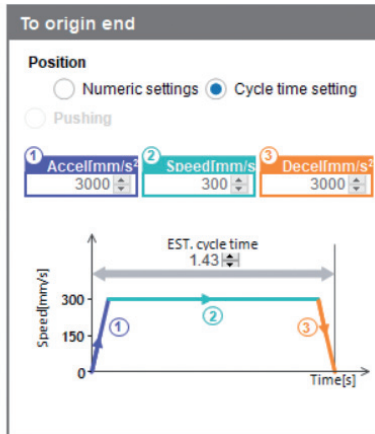 To origin end
Position
Numeric settings Cycle time setting
Pushing
1 Accel[mm/s² 2 Speed[mm/s 3 Decel[mm/s²
3000 300 3000
EST. cycle time
1.43
Speed[mm/s]
300
150
0
1
2
3
Time[s]